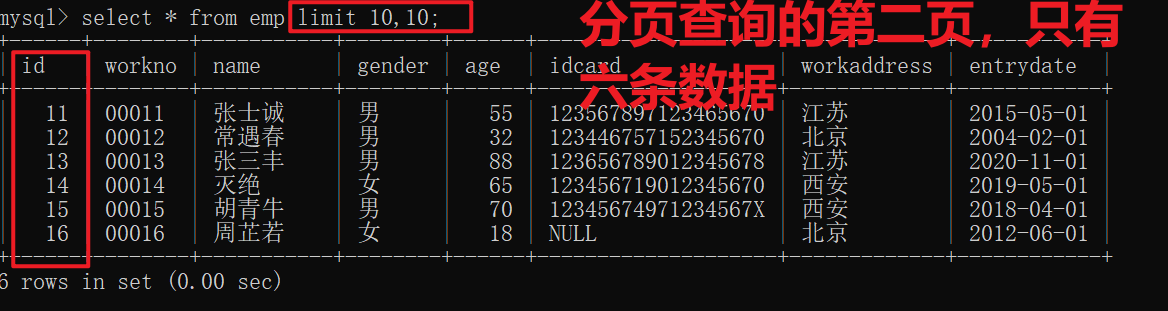 mysql> select * from emp limit 10,10;
分页查询的第二页，只有
六条数据
id workno name gender age idcard workaddress entrydate
11 00011 张士诚 男 55 123567897123465670 江苏 2015-05-01
12 00012 常遇春 男 32 123446757152345670 北京 2004-02-01
13 00013 张三丰 男 88 123656789012345678 江苏 2020-11-01
14 00014 灭绝 女 65 123456719012345670 西安 2019-05-01
15 00015 胡青牛 男 70 12345674971234567X 西安 2018-04-01
16 00016 周芷若 女 18 NULL 北京 2012-06-01
6 rows in set (0.00 sec)